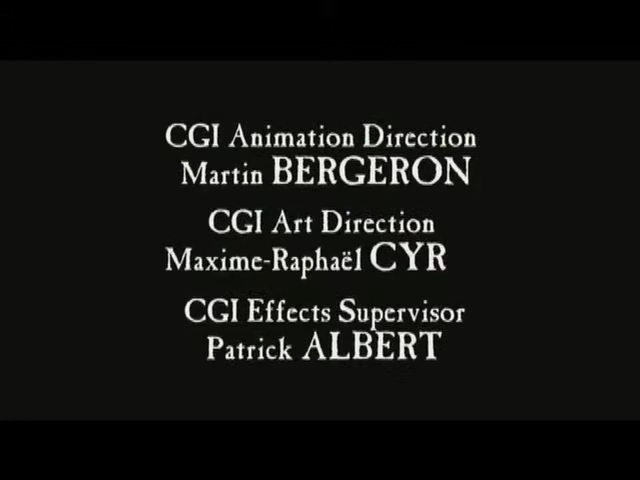 CGI Animation Direction
Martin BERGERON
CGI Art Direction
Maxime-Raphaël CYR
CGI Effects Supervisor
Patrick ALBERT